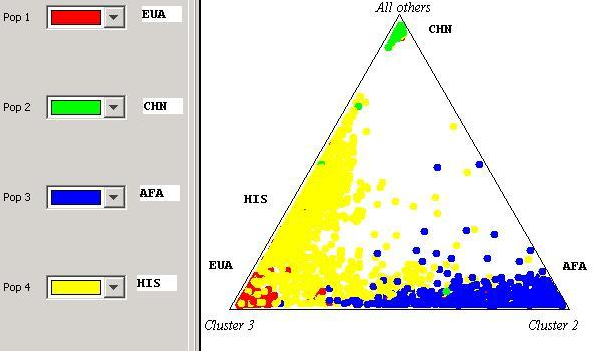 Pop 1 EUA
Pop 2 CHN
Pop 3 AFA
Pop 4 HIS
All others
CHN
HIS
EUA
AFA
Cluster 3 Cluster 2